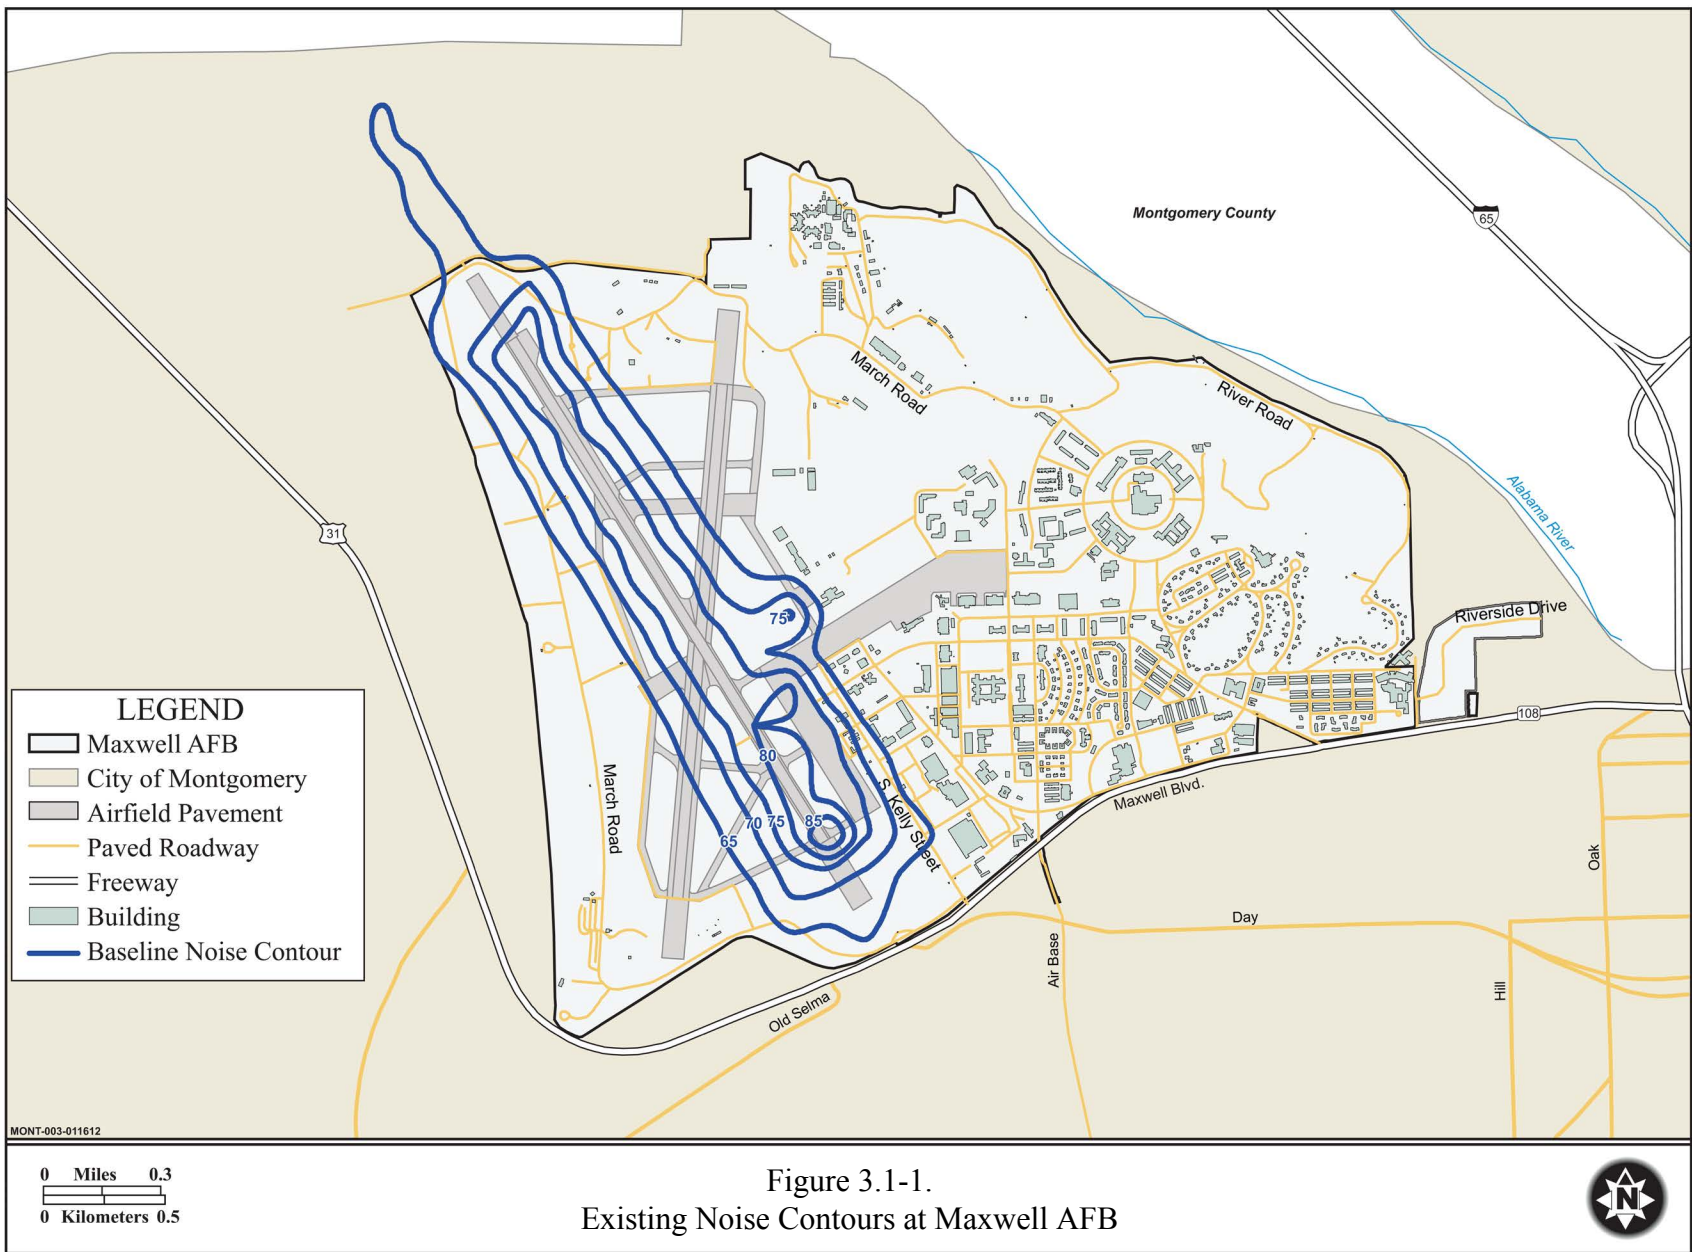 Montgomery County
65
March Road
River Road
Alabama River
31
75
Riverside Drive
108
LEGEND
Maxwell AFB
City of Montgomery
Airfield Pavement
Paved Roadway
Freeway
Building
Baseline Noise Contour
80
March Road
S. Kelly Street
Maxwell Blvd.
65
70
75
85
Oak
Day
Air Base
Hill
Old Selma
MONT-003-011612
0 Miles 0.3
0 Kilometers 0.5
Figure 3.1-1.
Existing Noise Contours at Maxwell AFB
N